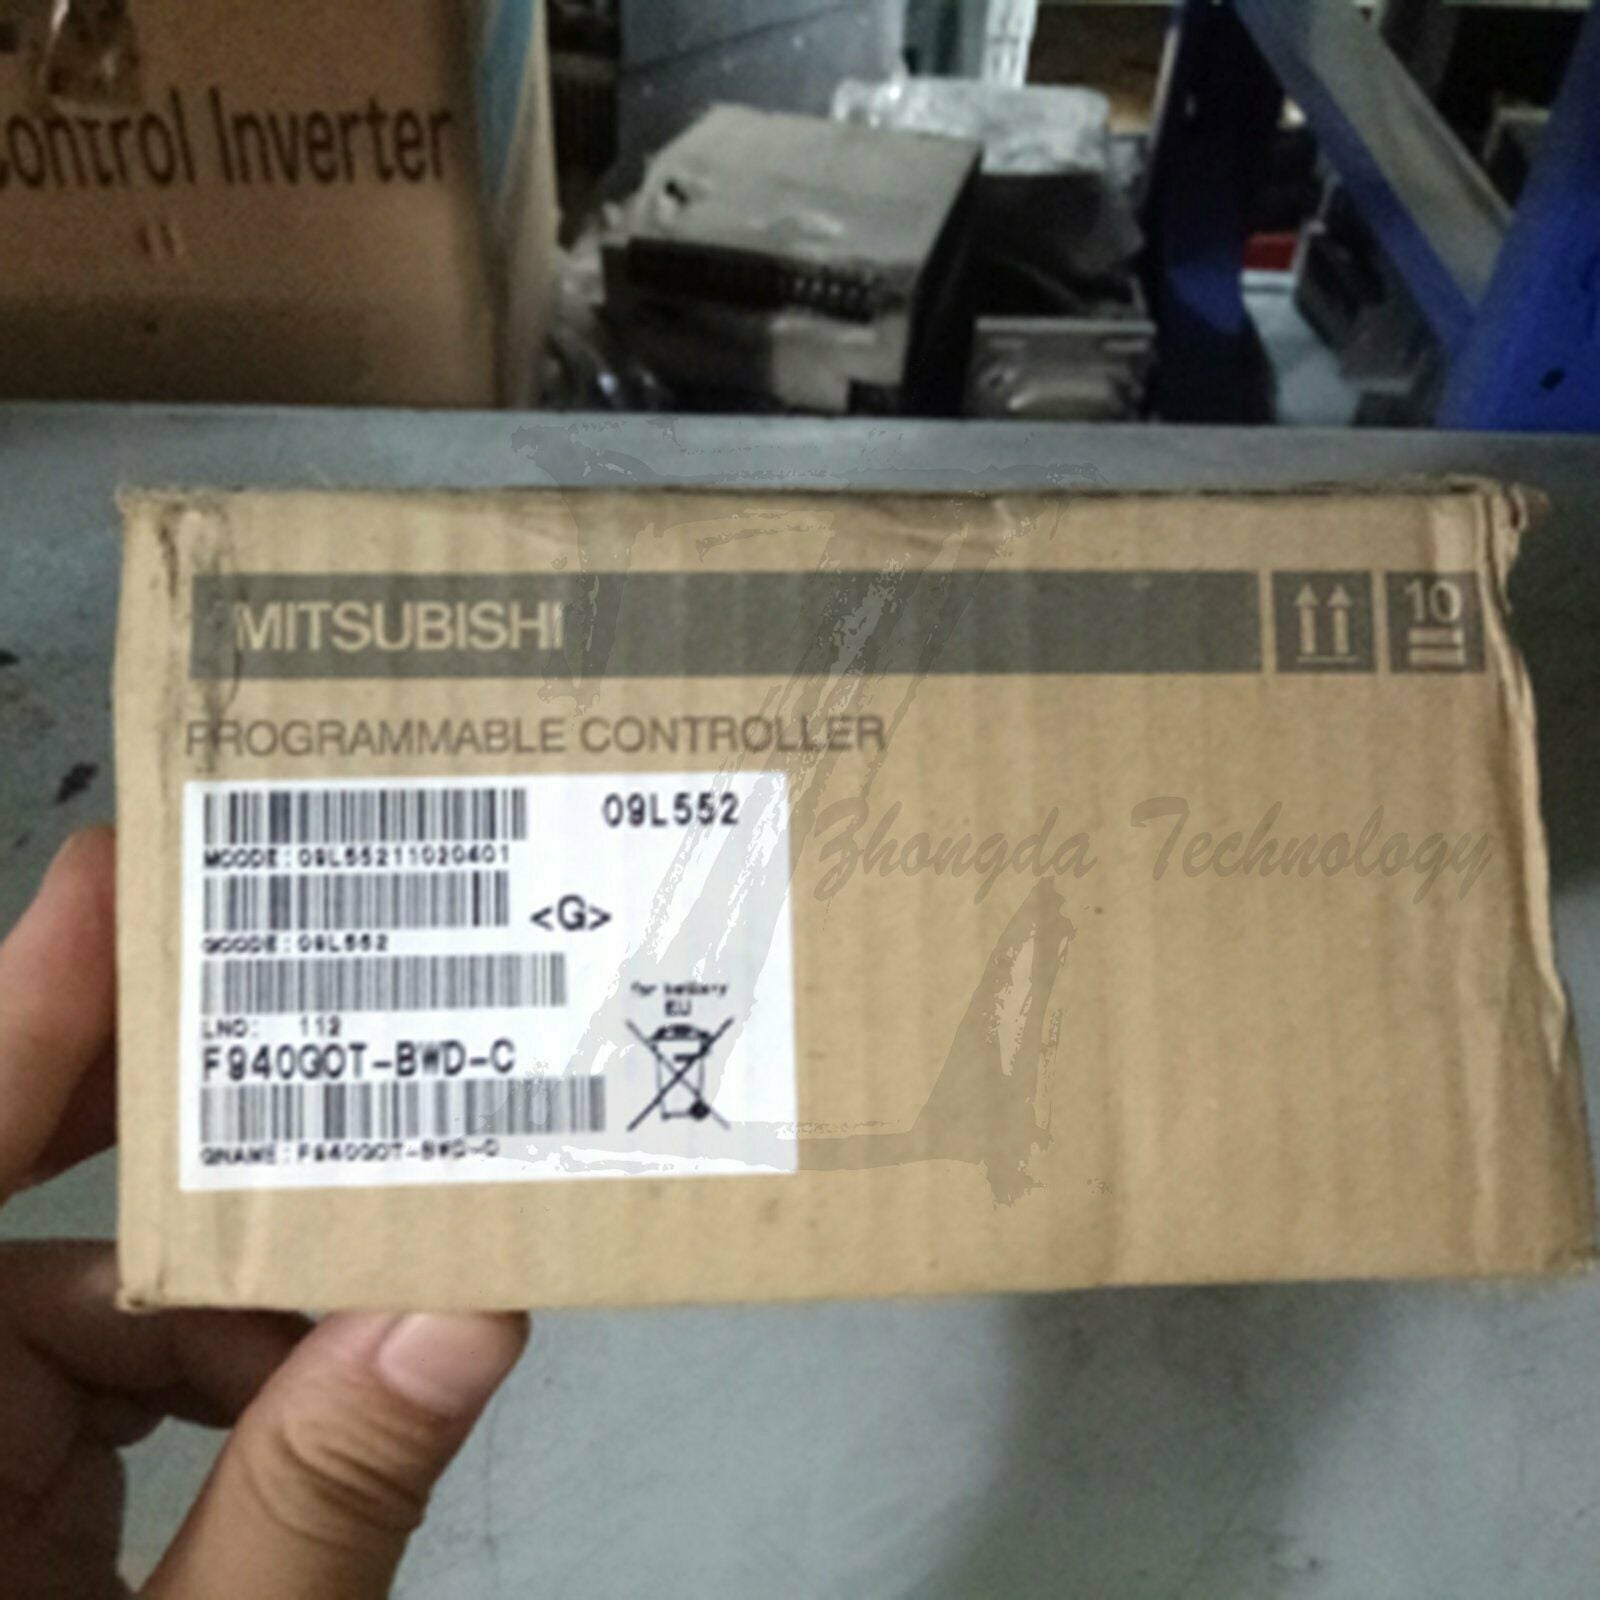 Control Inverter
MITSUBISHI
10
PROGRAMMABLE CONTROLLER
09L552
MCODE:09L55211020401
<G>
GCODE:09L552
for battery
EU
LNO: 112
F940GOT-BWD-C
GNAME:F940GOT-BWD-C
Zhongda Technology